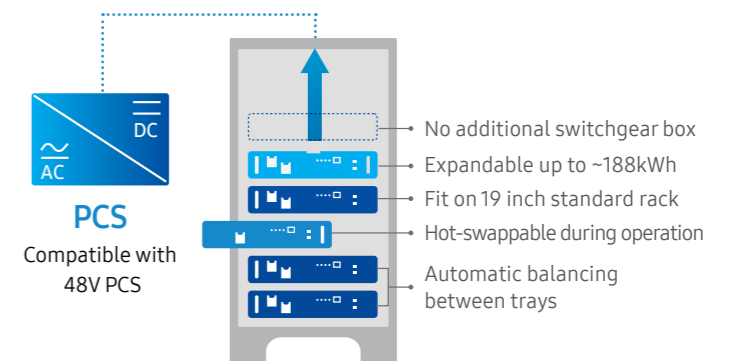 DC
AC
PCS
Compatible with
48V PCS
No additional switchgear box
Expandable up to ~188kWh
Fit on 19 inch standard rack
Hot-swappable during operation
Automatic balancing
between trays